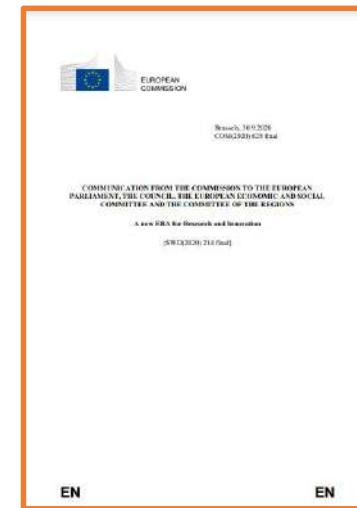 EUROPEAN
COMMISSION
Brussels, 30.9.2020
COM(2020) 628 final
COMMUNICATION FROM THE COMMISSION TO THE EUROPEAN
PARLIAMENT, THE COUNCIL, THE EUROPEAN ECONOMIC AND SOCIAL
COMMITTEE AND THE COMMITTEE OF THE REGIONS
A new ERA for Research and Innovation
{SWD(2020) 214 final}
EN
EN